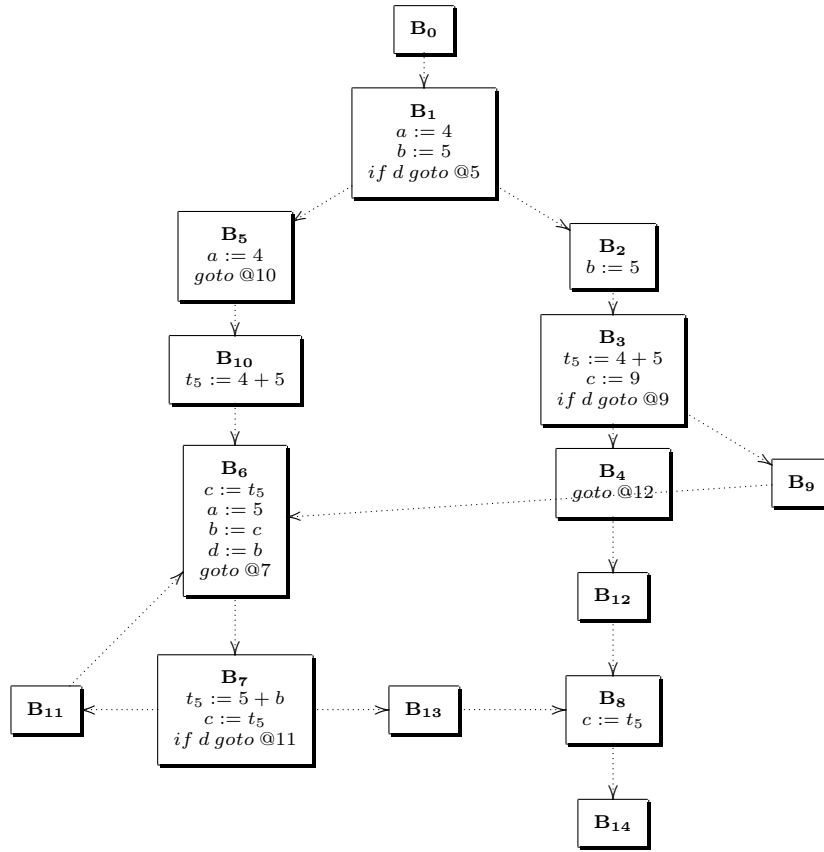 B₀
B₁
a := 4
b := 5
if d goto @5
B₅
a := 4
goto @10
B₂
b := 5
B₁₀
t₅ := 4 + 5
B₃
t₅ := 4 + 5
c := 9
if d goto @9
B₆
c := t₅
a := 5
b := c
d := b
goto @7
B₄
goto @12
B₉
B₁₂
B₁₁
B₇
t₅ := 5 + b
c := t₅
if d goto @11
B₁₃
B₈
c := t₅
B₁₄